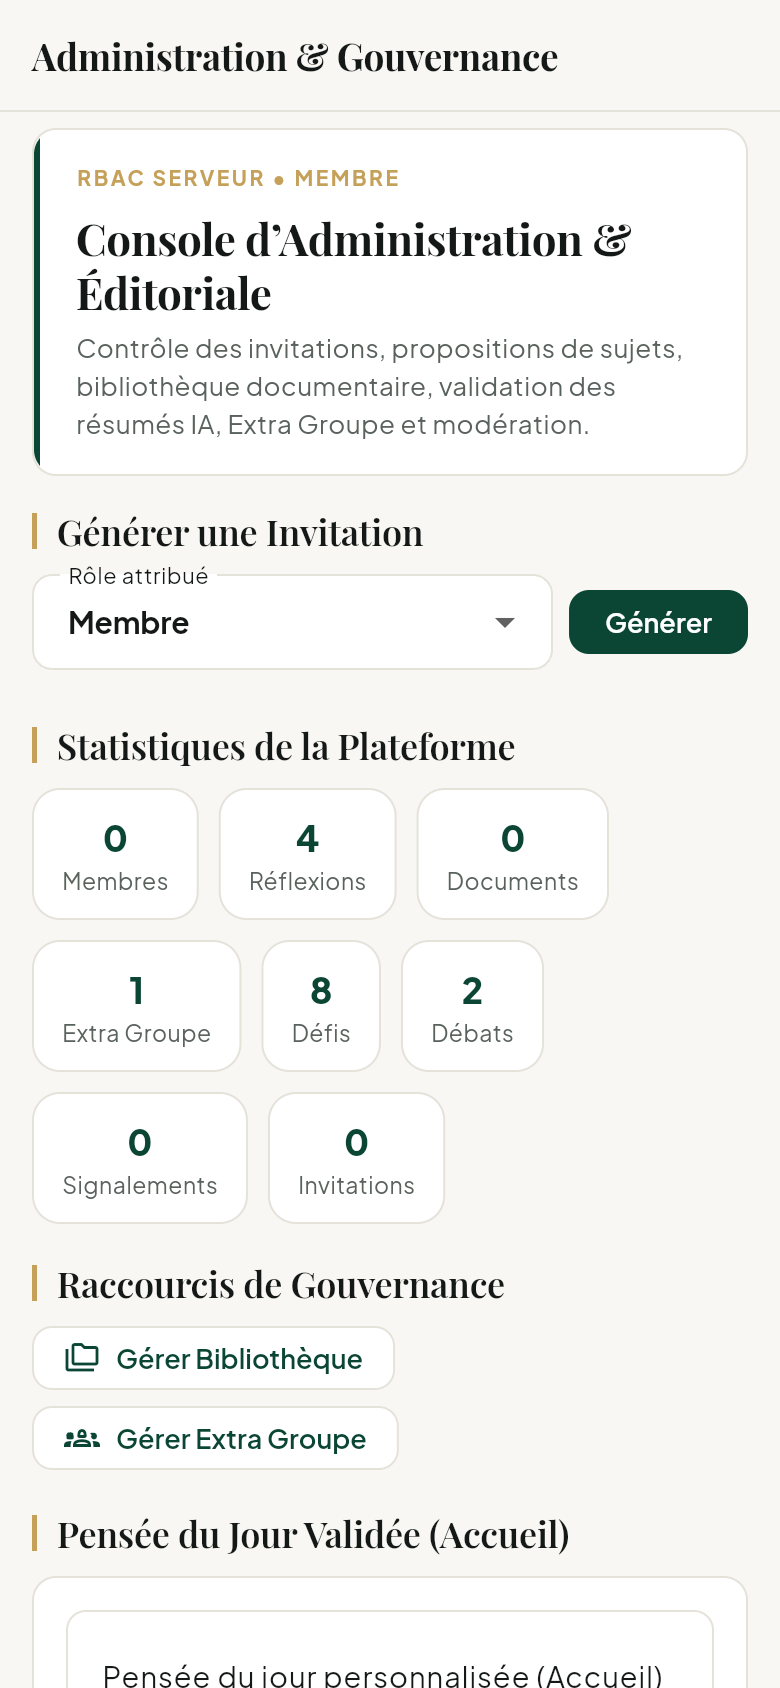 Administration & Gouvernance
RBAC SERVEUR • MEMBRE
Console d’Administration &
Éditoriale
Contrôle des invitations, propositions de sujets,
bibliothèque documentaire, validation des
résumés IA, Extra Groupe et modération.
Générer une Invitation
Rôle attribué
Membre
Générer
Statistiques de la Plateforme
0
Membres
4
Réflexions
0
Documents
1
Extra Groupe
8
Défis
2
Débats
0
Signalements
0
Invitations
Raccourcis de Gouvernance
Gérer Bibliothèque
Gérer Extra Groupe
Pensée du Jour Validée (Accueil)
Pensée du jour personnalisée (Accueil)